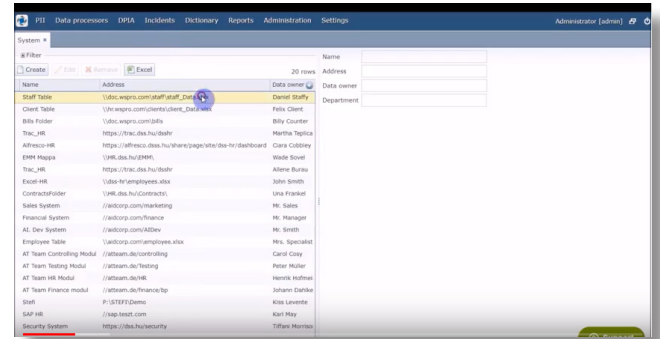 PII Data processors DPIA Incidents Dictionary Reports Administration Settings Administrator [admin]
System ×
Filter
Create Edit Remove Excel 20 rows
Name Address Data owner
Staff Table \\doc.wspro.com\staff\staff_Data.xlsx Daniel Staffy
Client Table \\hr.wspro.com\clients\client_Data.xlsx Felix Client
Bills Folder \\doc.wspro.com\bills Billy Counter
Trac_HR https://trac.dss.hu/dsshr Martha Teplica
Alfresco-HR https://alfresco.dsss.hu/share/page/site/dss-hr/dashboard Clara Cobbley
EMM Mappa \\HR.dss.hu\EMM\ Wade Sovel
Trac_HR https://trac.dss.hu/dsshr Allene Burau
Excel-HR \\dss-hr\employees.xlsx John Smith
ContractsFolder \\HR.dss.hu\Contracts\ Una Frankel
Sales System //aidcorp.com/marketing Mr. Sales
Financial System //aidcorp.com/finance Mr. Manager
AI. Dev System //aidcorp.com/AIDev Mr. Smith
Employee Table \\aidcorp.com\employee.xlsx Mrs. Specialist
AT Team Controlling Modul //atteam.de/controlling Carol Cosy
AT Team Testing Modul //atteam.de/Testing Peter Müller
AT Team HR Modul //atteam.de/HR Henrik Hofmes
AT Team Finance modul //atteam.de/finance/bp Johann Dahlke
Stefi P:\STEFI\Demo Kiss Levente
SAP HR //sap.teszt.com Karl May
Security System https://dss.hu/security Tiffani Morriso
Name
Address
Data owner
Department